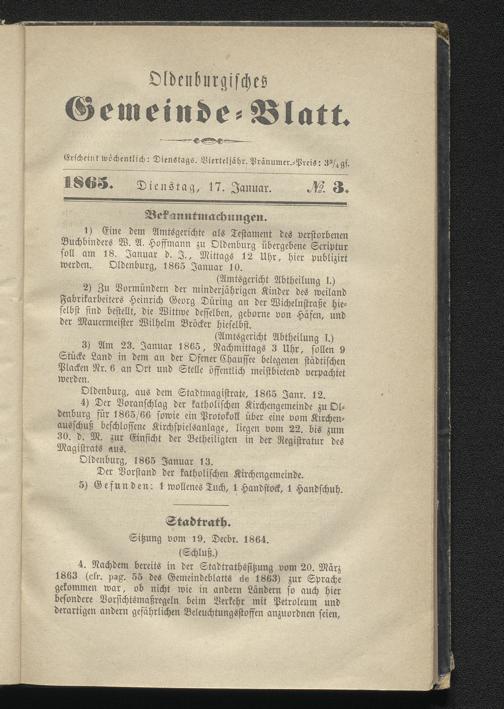 Oldenburgisches
Gemeinde-Blatt.
Erscheint wöchentlich: Dienstags. Vierteljähr. Pränumer.-Preis: 3¾ gr.
1865. Dienstag, 17. Januar. № 3.
Bekanntmachungen.
1) Eine dem Amtsgerichte als Testament des verstorbenen
Buchbinders W. A. Hoffmann zu Oldenburg übergebene Scriptur
soll am 18. Januar d. J., Mittags 12 Uhr, hier publizirt
werden. Oldenburg, 1865 Januar 10.
(Amtsgericht Abtheilung I.)
2) Zu Vormündern der minderjährigen Kinder des weiland
Fabrikarbeiters Heinrich Georg Düring an der Wichelnstraße hie-
selbst sind bestellt, die Wittwe desselben, geborne von Häfen, und
der Mauermeister Wilhelm Bröcker hieselbst.
(Amtsgericht Abtheilung I.)
3) Am 23. Januar 1865, Nachmittags 3 Uhr, sollen 9
Stücke Land in dem an der Ofener Chaussee belegenen städtischen
Placken Nr. 6 an Ort und Stelle öffentlich meistbietend verpachtet
werden.
Oldenburg, aus dem Stadtmagistrate, 1865 Janr. 12.
4) Der Voranschlag der katholischen Kirchengemeinde zu Ol-
denburg für 1865/66 sowie ein Protokoll über eine vom Kirchen-
ausschuß beschlossene Kirchspielsanlage, liegen vom 22. bis zum
30. d. M. zur Einsicht der Betheiligten in der Registratur des
Magistrats aus.
Oldenburg, 1865 Januar 13.
Der Vorstand der katholischen Kirchengemeinde.
5) Gefunden: 1 wollenes Tuch, 1 Handstock, 1 Handschuh.
Stadtrath.
Sitzung vom 19. Decbr. 1864.
(Schluß.)
4. Nachdem bereits in der Stadtrathssitzung vom 20. März
1863 (cfr. pag. 55 des Gemeindeblatts de 1863) zur Sprache
gekommen war, ob nicht wie in andern Ländern so auch hier
besondere Vorsichtsmaßregeln beim Verkehr mit Petroleum und
derartigen andern gefährlichen Beleuchtungsstoffen anzuordnen seien,